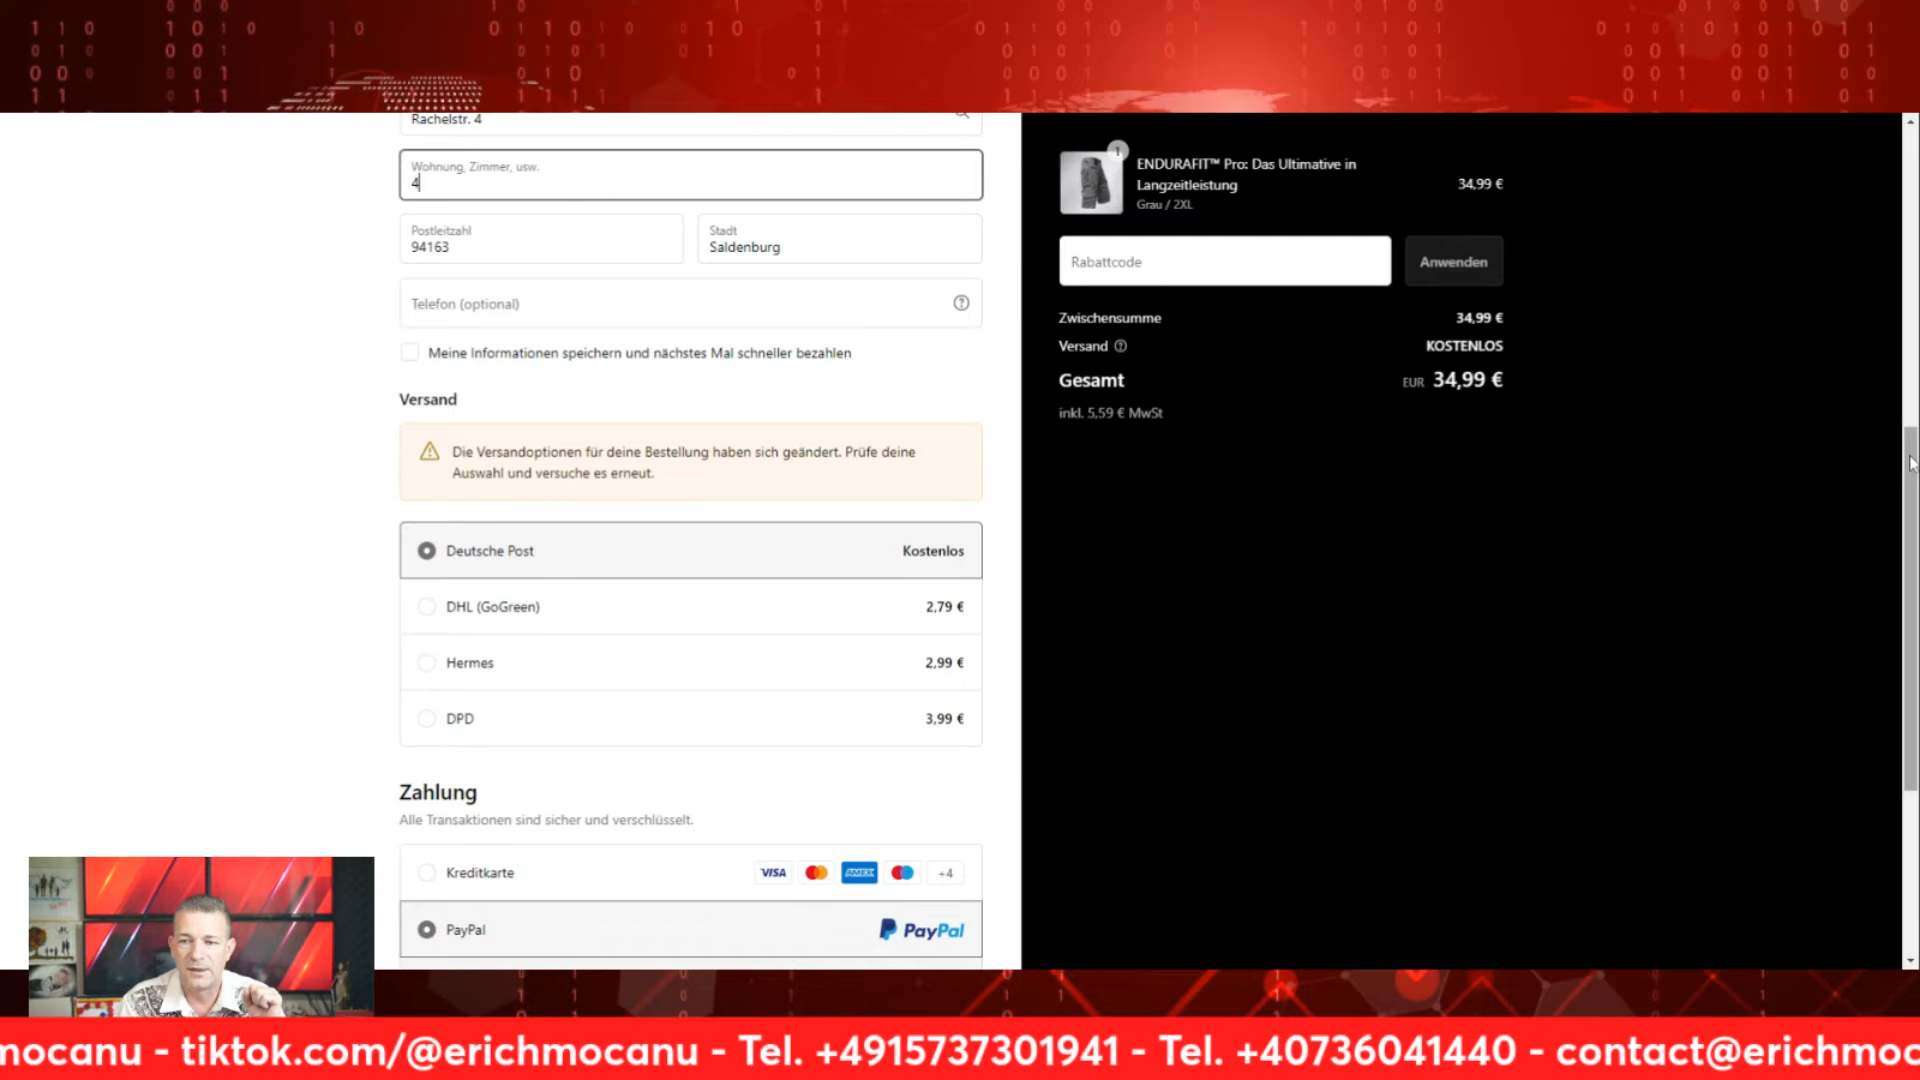 Rachelstr. 4
Wohnung, Zimmer, usw.
4
Postleitzahl
94163
Stadt
Saldenburg
Telefon (optional)
Meine Informationen speichern und nächstes Mal schneller bezahlen
Versand
Die Versandoptionen für deine Bestellung haben sich geändert. Prüfe deine
Auswahl und versuche es erneut.
Deutsche Post Kostenlos
DHL (GoGreen) 2,79 €
Hermes 2,99 €
DPD 3,99 €
Zahlung
Alle Transaktionen sind sicher und verschlüsselt.
Kreditkarte VISA AMEX +4
PayPal PayPal
1
ENDURAFIT™ Pro: Das Ultimative in
Langzeitleistung
Grau / 2XL
34,99 €
Rabattcode Anwenden
Zwischensumme 34,99 €
Versand KOSTENLOS
Gesamt EUR 34,99 €
inkl. 5,59 € MwSt
mocanu - tiktok.com/@erichmocanu - Tel. +4915737301941 - Tel. +40736041440 - contact@erichmoc